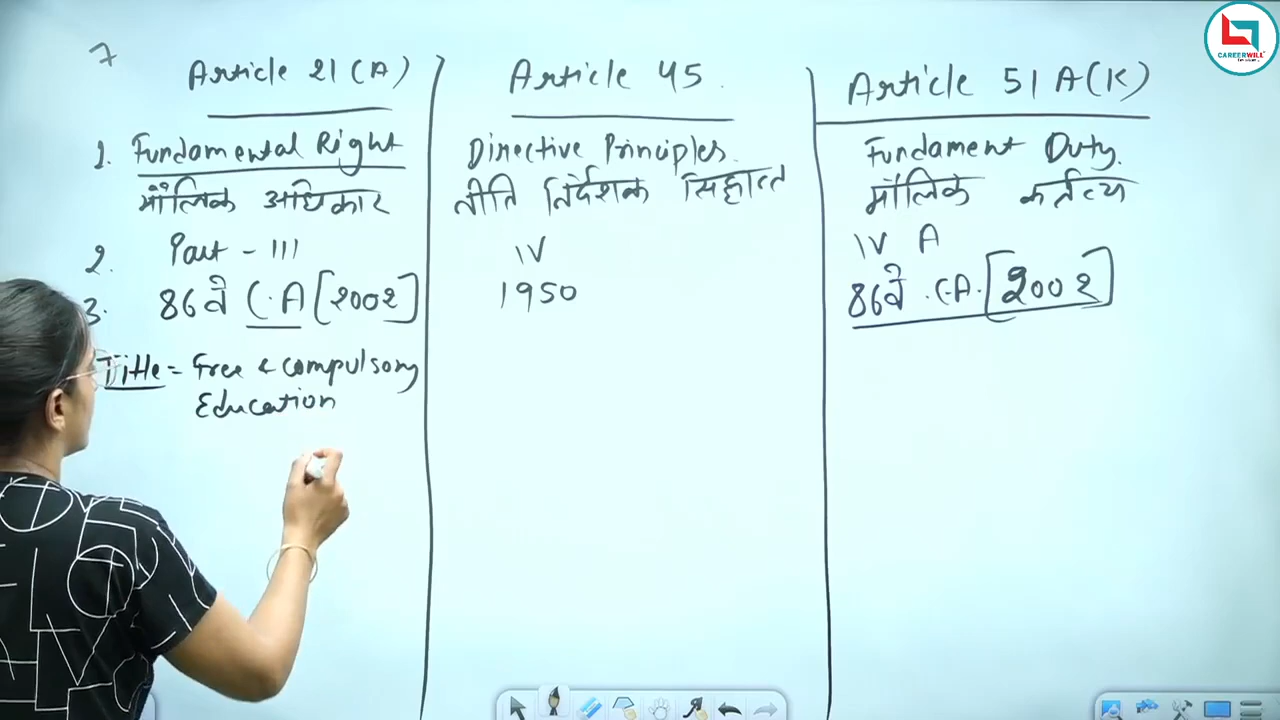 7
Article 21(A)
1. Fundamental Right
मौलिक अधिकार
2. Part - III
3. 86वें C.A [2002]
Title = Free & compulsory
Education
Article 45
Directive Principles.
नीति निर्देशक सिद्धान्त
IV
1950
Article 51 A(K)
Fundament Duty.
मौलिक कर्तव्य
IV A
86वें C.A. [2002]
CAREERWILL